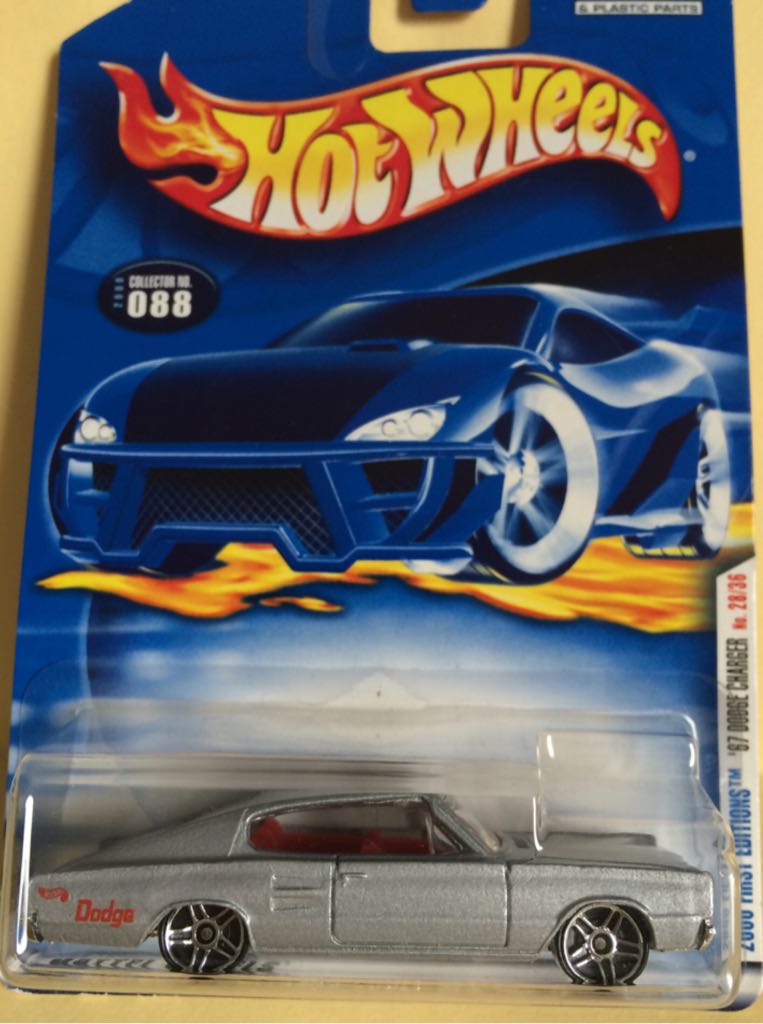 & PLASTIC PARTS
HOT WHEELS
®
2000
COLLECTOR NO.
088
'67 DODGE CHARGER No. 28/36
2000 FIRST EDITIONS™
Dodge